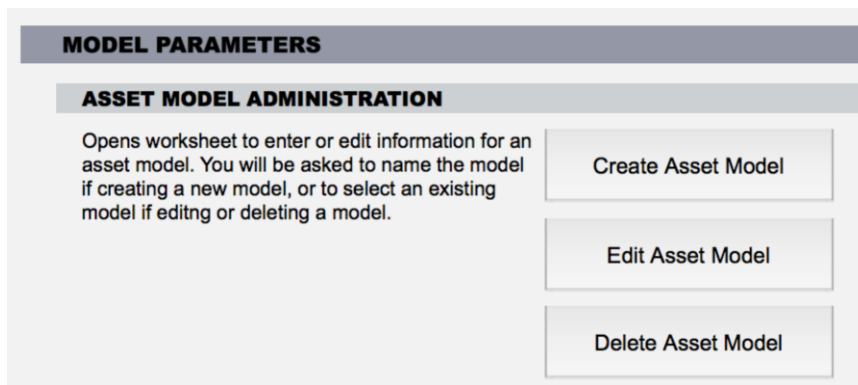 MODEL PARAMETERS
ASSET MODEL ADMINISTRATION
Opens worksheet to enter or edit information for an
asset model. You will be asked to name the model
if creating a new model, or to select an existing
model if editng or deleting a model.
Create Asset Model
Edit Asset Model
Delete Asset Model